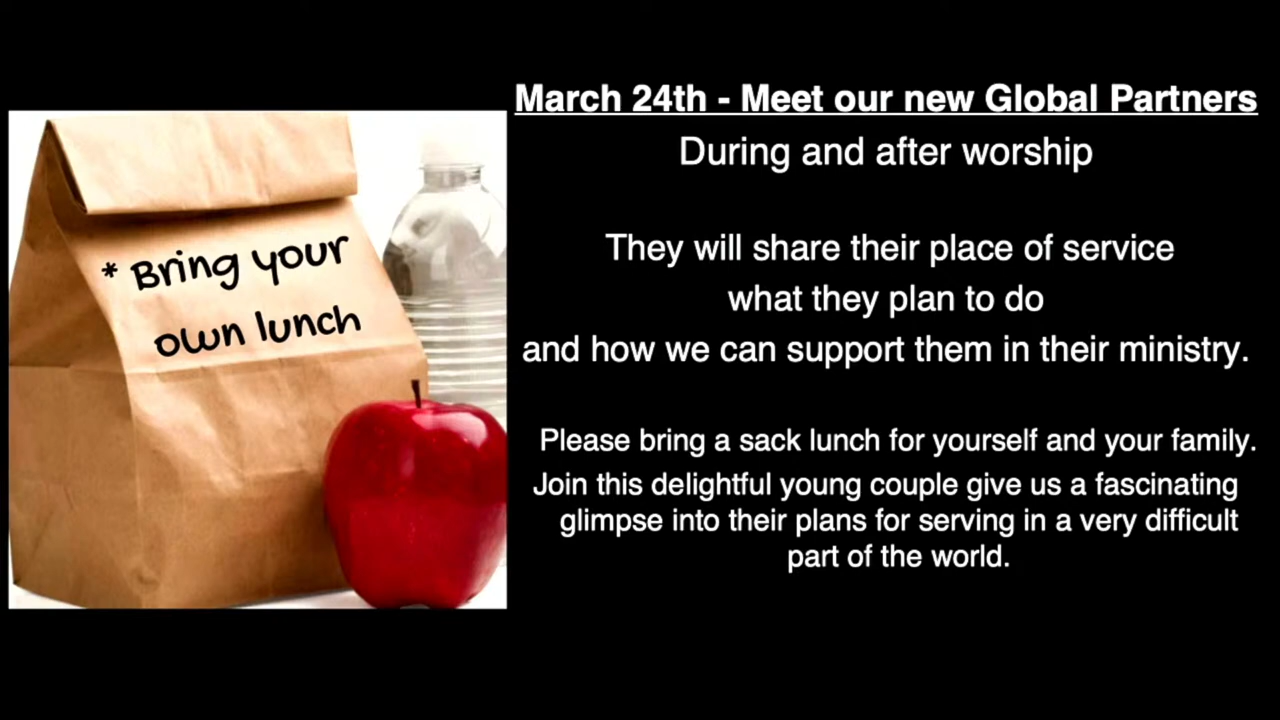 * Bring your
own lunch
March 24th - Meet our new Global Partners
During and after worship
They will share their place of service
what they plan to do
and how we can support them in their ministry.
Please bring a sack lunch for yourself and your family.
Join this delightful young couple give us a fascinating
glimpse into their plans for serving in a very difficult
part of the world.